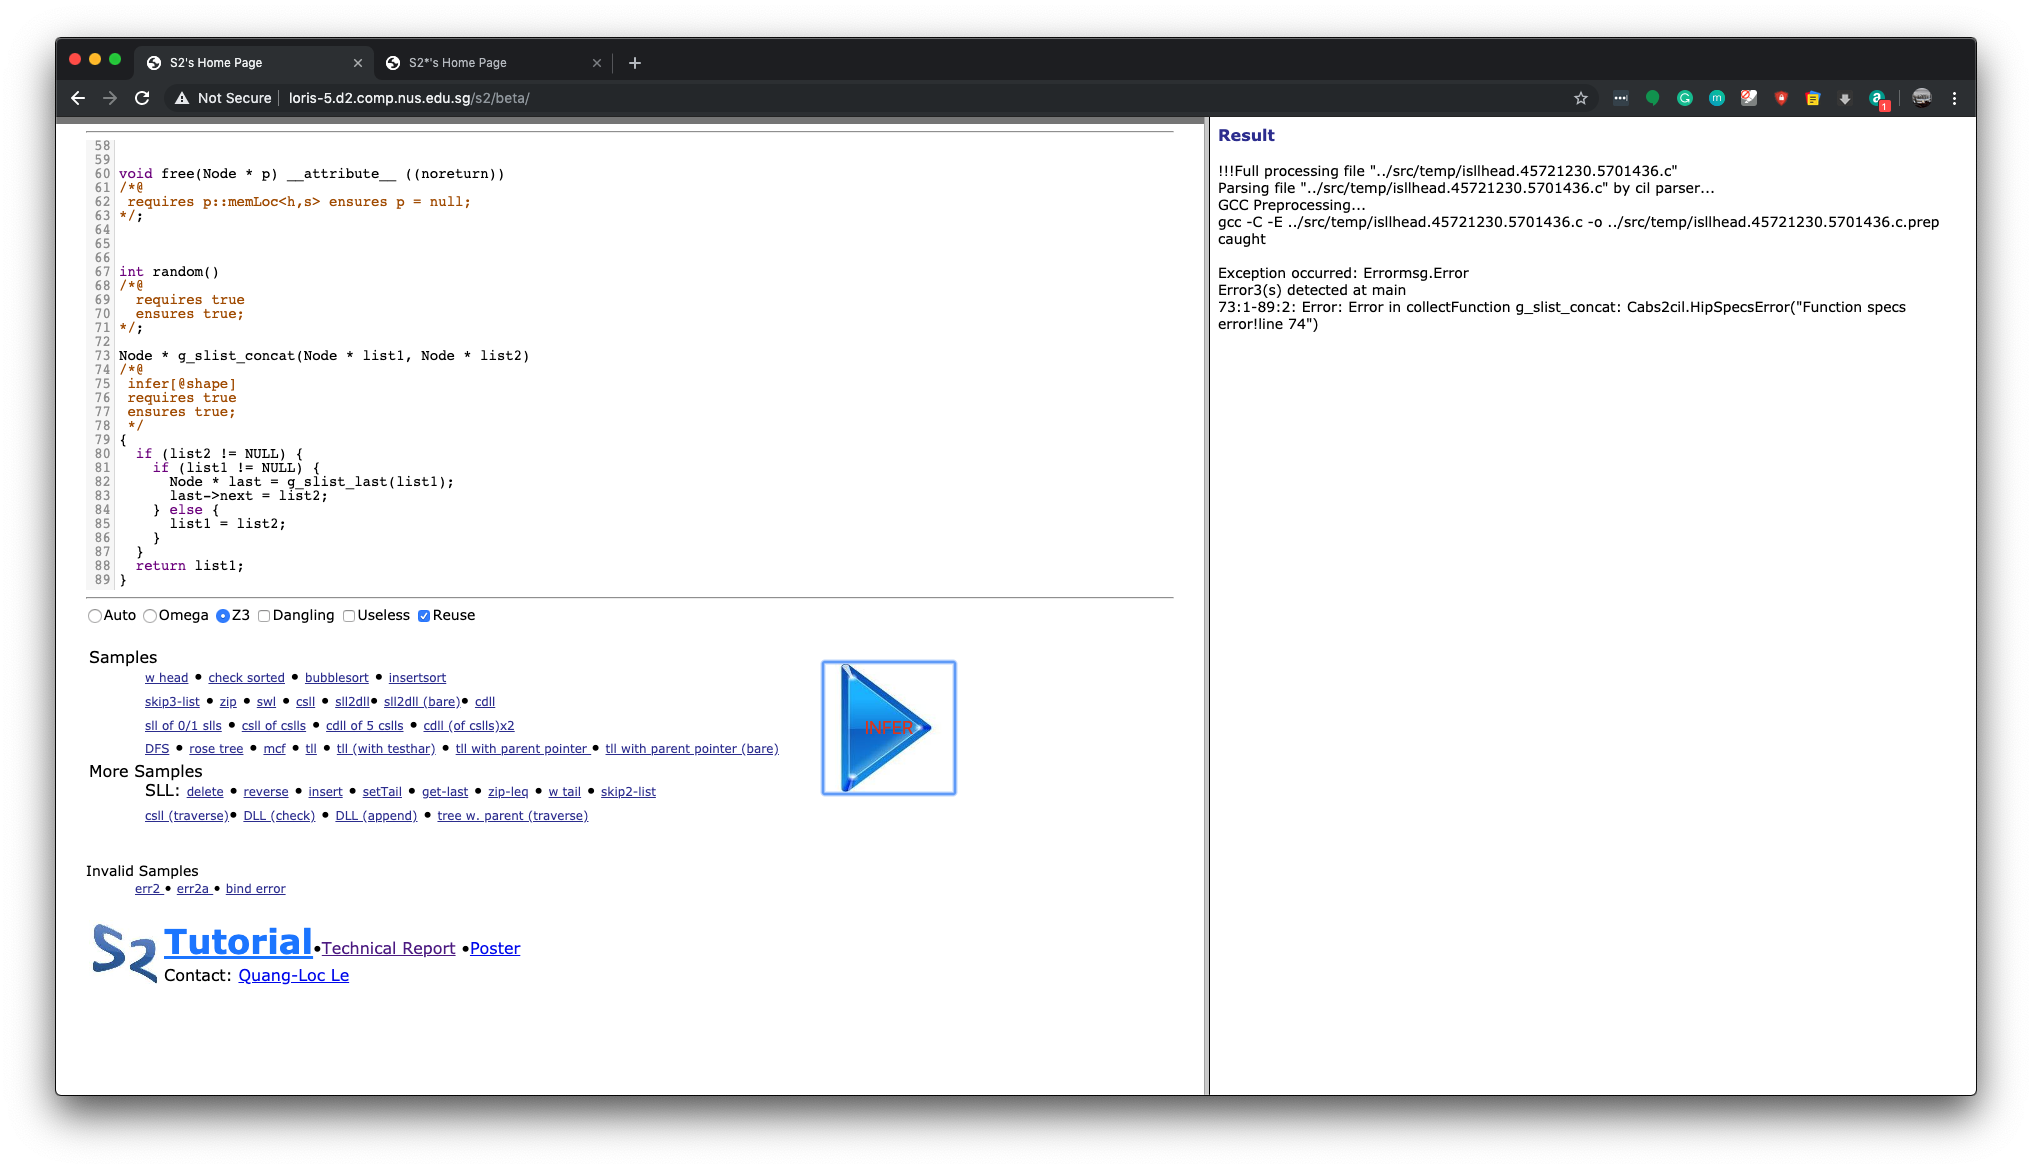 S2's Home Page
S2*'s Home Page
Not Secure
loris-5.d2.comp.nus.edu.sg/s2/beta/
1
58
59
60 void free(Node * p) __attribute__ ((noreturn))
61 /*@
62 requires p::memLoc<h,s> ensures p = null;
63 */;
64
65
66
67 int random()
68 /*@
69 requires true
70 ensures true;
71 */;
72
73 Node * g_slist_concat(Node * list1, Node * list2)
74 /*@
75 infer[@shape]
76 requires true
77 ensures true;
78 */
79 {
80 if (list2 != NULL) {
81 if (list1 != NULL) {
82 Node * last = g_slist_last(list1);
83 last->next = list2;
84 } else {
85 list1 = list2;
86 }
87 }
88 return list1;
89 }
Auto Omega Z3 Dangling Useless Reuse
Samples
w head • check sorted • bubblesort • insertsort
skip3-list • zip • swl • csll • sll2dll• sll2dll (bare)• cdll
sll of 0/1 slls • csll of cslls • cdll of 5 cslls • cdll (of cslls)x2
DFS • rose tree • mcf • tll • tll (with testhar) • tll with parent pointer • tll with parent pointer (bare)
More Samples
SLL: delete • reverse • insert • setTail • get-last • zip-leq • w tail • skip2-list
csll (traverse)• DLL (check) • DLL (append) • tree w. parent (traverse)
INFER
Invalid Samples
err2 • err2a • bind error
S2 Tutorial•Technical Report •Poster
Contact: Quang-Loc Le
Result
!!!Full processing file "../src/temp/isllhead.45721230.5701436.c"
Parsing file "../src/temp/isllhead.45721230.5701436.c" by cil parser...
GCC Preprocessing...
gcc -C -E ../src/temp/isllhead.45721230.5701436.c -o ../src/temp/isllhead.45721230.5701436.c.prep
caught
Exception occurred: Errormsg.Error
Error3(s) detected at main
73:1-89:2: Error: Error in collectFunction g_slist_concat: Cabs2cil.HipSpecsError("Function specs
error!line 74")